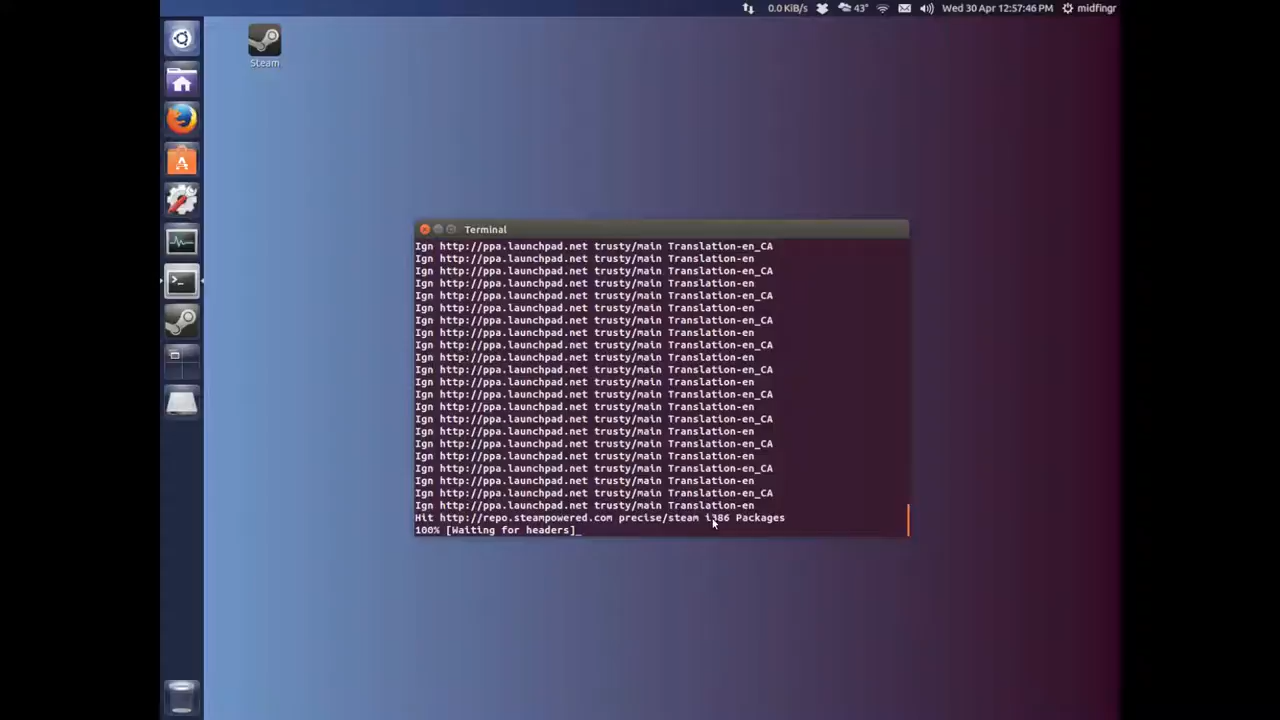 0.0 KiB/s 43° Wed 30 Apr 12:57:46 PM midfingr
Steam
Terminal
Ign http://ppa.launchpad.net trusty/main Translation-en_CA
Ign http://ppa.launchpad.net trusty/main Translation-en
Ign http://ppa.launchpad.net trusty/main Translation-en_CA
Ign http://ppa.launchpad.net trusty/main Translation-en
Ign http://ppa.launchpad.net trusty/main Translation-en_CA
Ign http://ppa.launchpad.net trusty/main Translation-en
Ign http://ppa.launchpad.net trusty/main Translation-en_CA
Ign http://ppa.launchpad.net trusty/main Translation-en
Ign http://ppa.launchpad.net trusty/main Translation-en_CA
Ign http://ppa.launchpad.net trusty/main Translation-en
Ign http://ppa.launchpad.net trusty/main Translation-en_CA
Ign http://ppa.launchpad.net trusty/main Translation-en
Ign http://ppa.launchpad.net trusty/main Translation-en_CA
Ign http://ppa.launchpad.net trusty/main Translation-en
Ign http://ppa.launchpad.net trusty/main Translation-en_CA
Ign http://ppa.launchpad.net trusty/main Translation-en
Ign http://ppa.launchpad.net trusty/main Translation-en_CA
Ign http://ppa.launchpad.net trusty/main Translation-en
Ign http://ppa.launchpad.net trusty/main Translation-en_CA
Ign http://ppa.launchpad.net trusty/main Translation-en
Ign http://ppa.launchpad.net trusty/main Translation-en_CA
Ign http://ppa.launchpad.net trusty/main Translation-en
Hit http://repo.steampowered.com precise/steam i386 Packages
100% [Waiting for headers]_